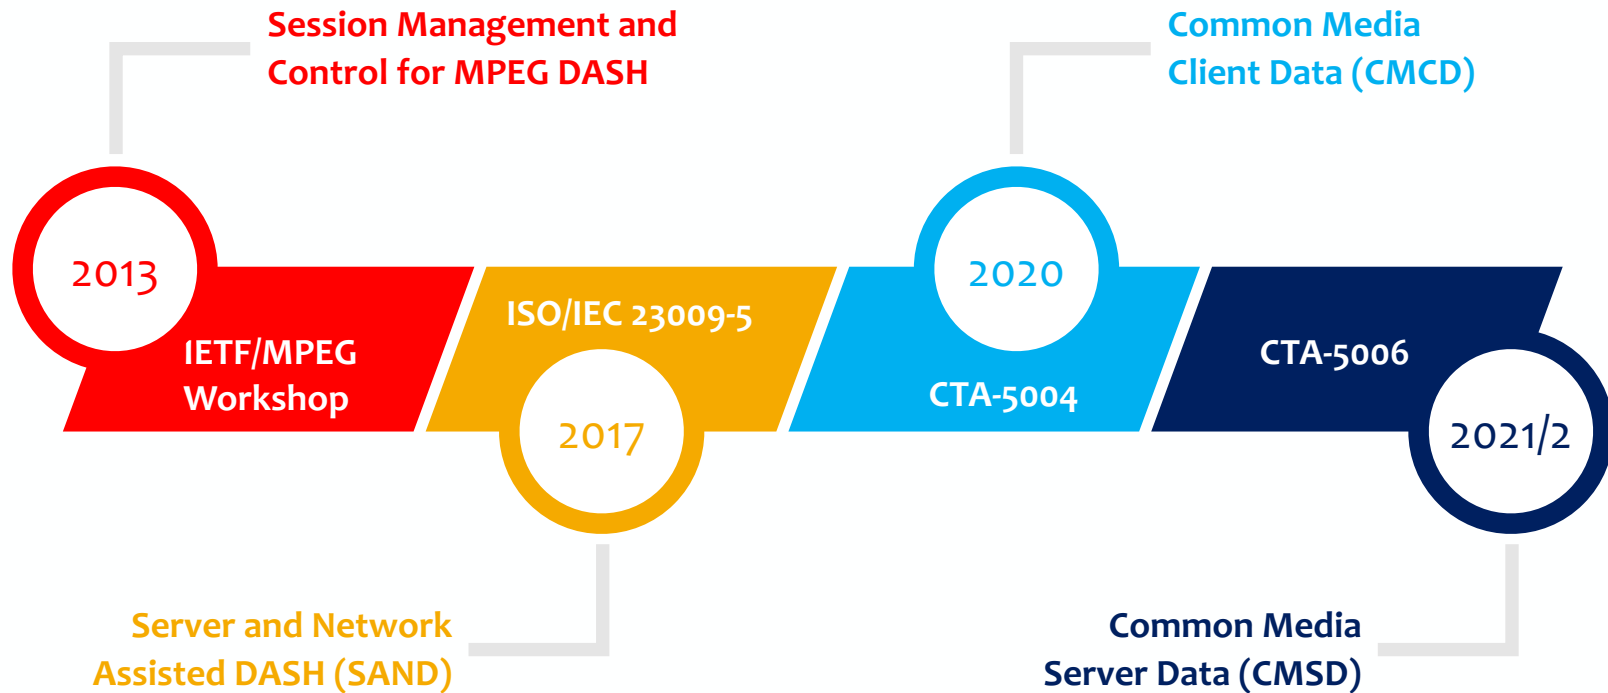 Session Management and
Control for MPEG DASH
2013
IETF/MPEG
Workshop
ISO/IEC 23009-5
2017
Server and Network
Assisted DASH (SAND)
Common Media
Client Data (CMCD)
2020
CTA-5004
CTA-5006
2021/2
Common Media
Server Data (CMSD)